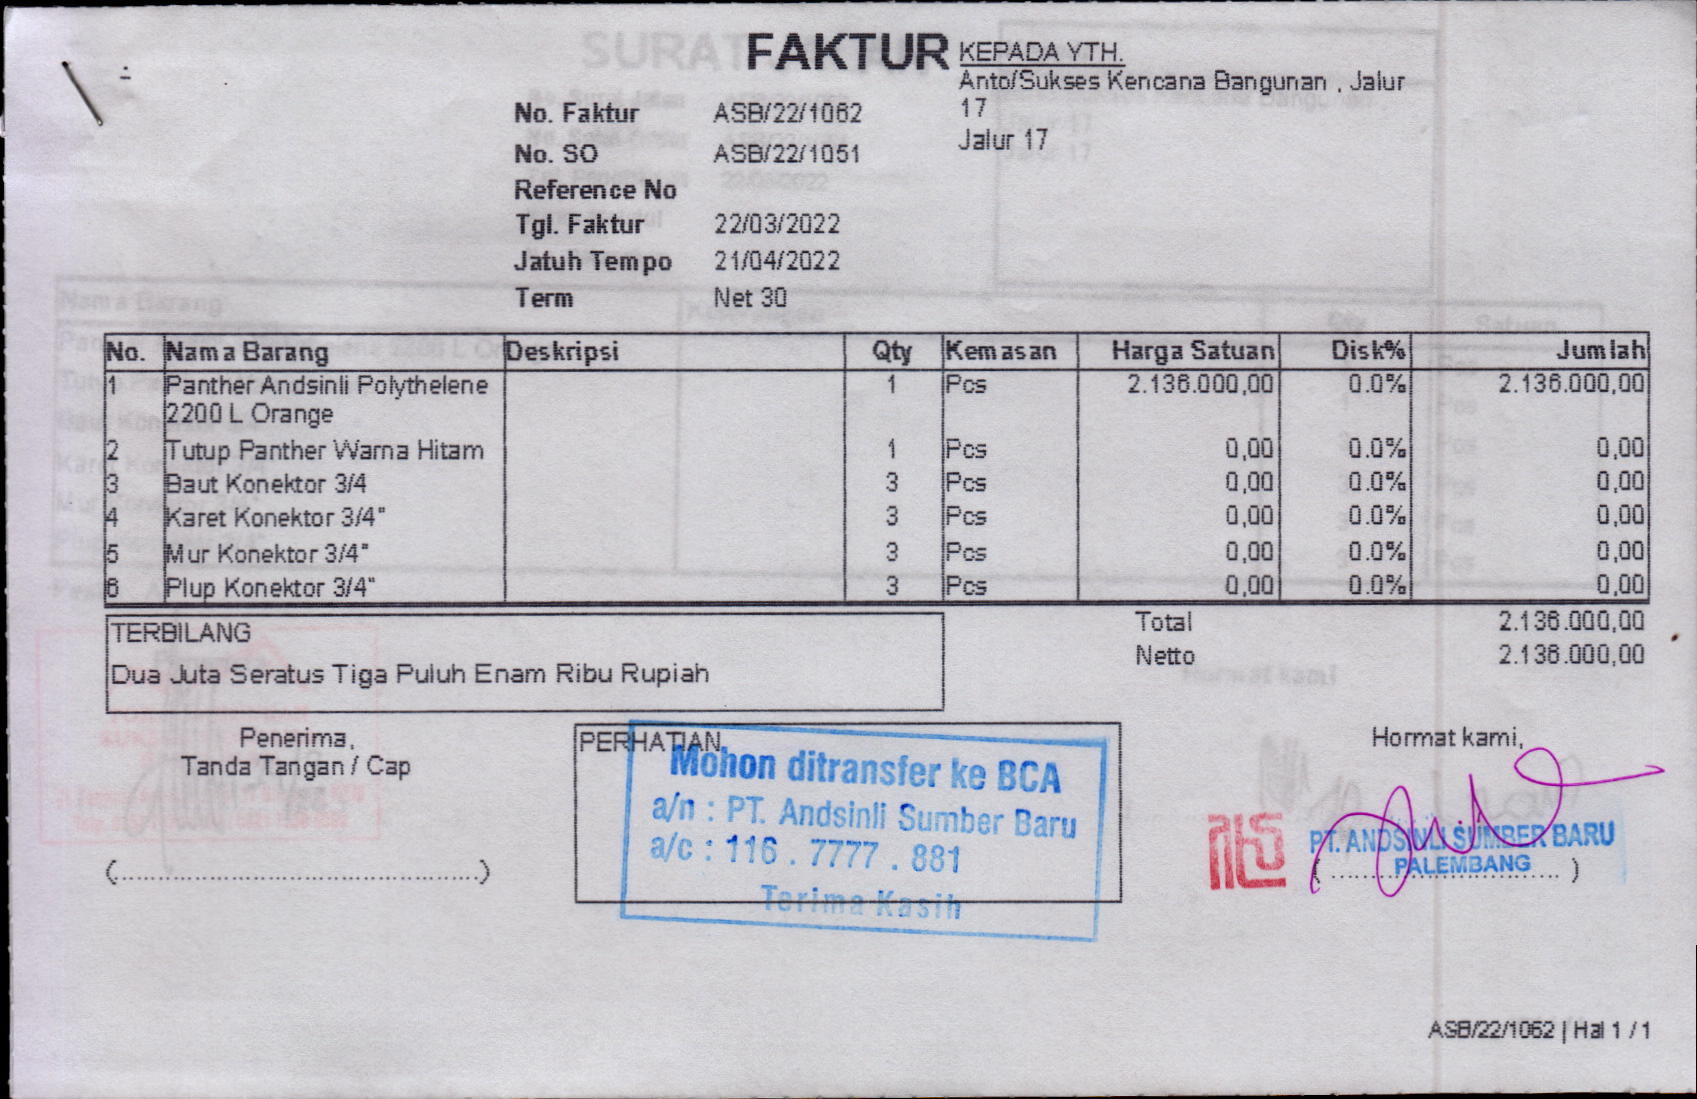 FAKTUR
KEPADA YTH.
Anto/Sukses Kencana Bangunan , Jalur
17
Jalur 17
No. Faktur ASB/22/1062
No. SO ASB/22/1051
Reference No
Tgl. Faktur 22/03/2022
Jatuh Tempo 21/04/2022
Term Net 30
No. Nama Barang Deskripsi Qty Kemasan Harga Satuan Disk% Jumlah
1 Panther Andsinli Polythelene 1 Pcs 2.136.000,00 0.0% 2.136.000,00
2200 L Orange
2 Tutup Panther Warna Hitam 1 Pcs 0,00 0.0% 0,00
3 Baut Konektor 3/4 3 Pcs 0,00 0.0% 0,00
4 Karet Konektor 3/4" 3 Pcs 0,00 0.0% 0,00
5 Mur Konektor 3/4" 3 Pcs 0,00 0.0% 0,00
6 Plup Konektor 3/4" 3 Pcs 0,00 0.0% 0,00
Total 2.136.000,00
Netto 2.136.000,00
TERBILANG
Dua Juta Seratus Tiga Puluh Enam Ribu Rupiah
Penerima,
Tanda Tangan / Cap
(..............................................)
PERHATIAN
Mohon ditransfer ke BCA
a/n : PT. Andsinli Sumber Baru
a/c : 116 . 7777 . 881
Terima Kasih
Hormat kami,
PT. ANDSINLI SUMBER BARU
PALEMBANG
(..............................)
ASB/22/1062 | Hal 1 / 1